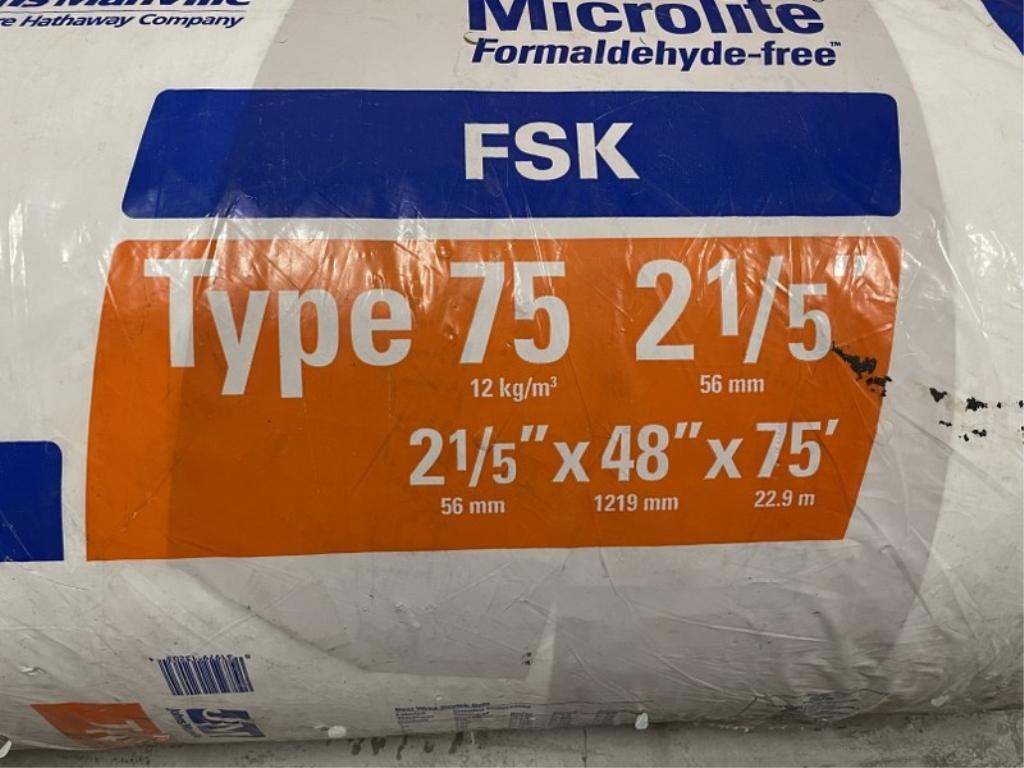 Manville
Hathaway Company
Microlite®
Formaldehyde-free™
FSK
Type 75 2 1/5"
12 kg/m³ 56 mm
2 1/5" x 48" x 75'
56 mm 1219 mm 22.9 m